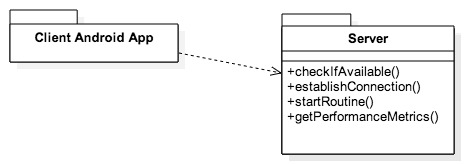 Client Android App
Server
+checkIfAvailable()
+establishConnection()
+startRoutine()
+getPerformanceMetrics()